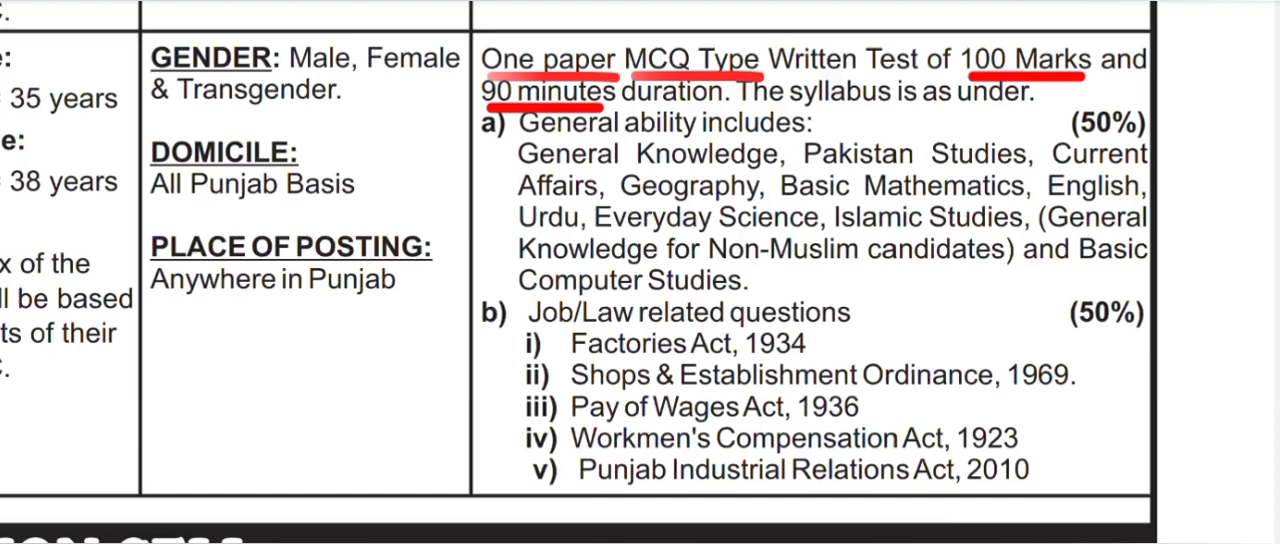 35 years
e:
38 years
x of the
ll be based
ts of their
GENDER: Male, Female
& Transgender.
DOMICILE:
All Punjab Basis
PLACE OF POSTING:
Anywhere in Punjab
One paper MCQ Type Written Test of 100 Marks and
90 minutes duration. The syllabus is as under.
a) General ability includes: (50%)
General Knowledge, Pakistan Studies, Current
Affairs, Geography, Basic Mathematics, English,
Urdu, Everyday Science, Islamic Studies, (General
Knowledge for Non-Muslim candidates) and Basic
Computer Studies.
b) Job/Law related questions (50%)
i) Factories Act, 1934
ii) Shops & Establishment Ordinance, 1969.
iii) Pay of Wages Act, 1936
iv) Workmen's Compensation Act, 1923
v) Punjab Industrial Relations Act, 2010